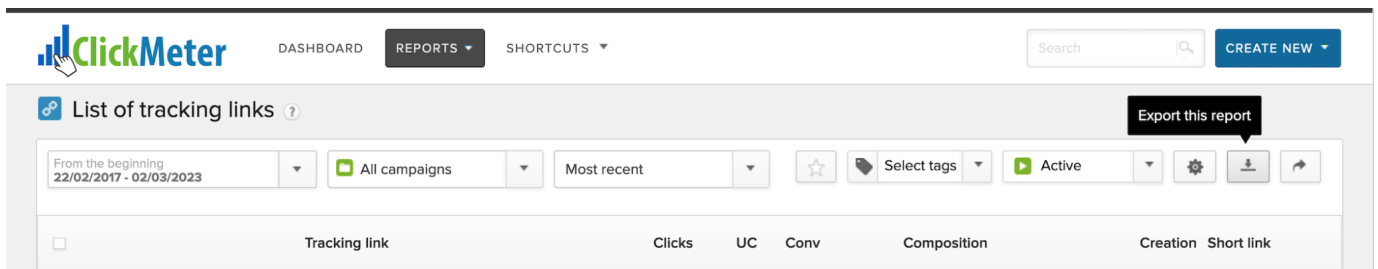 ClickMeter
DASHBOARD
REPORTS
SHORTCUTS
Search
CREATE NEW
List of tracking links ?
Export this report
From the beginning
22/02/2017 - 02/03/2023
All campaigns
Most recent
Select tags
Active
Tracking link
Clicks
UC
Conv
Composition
Creation
Short link